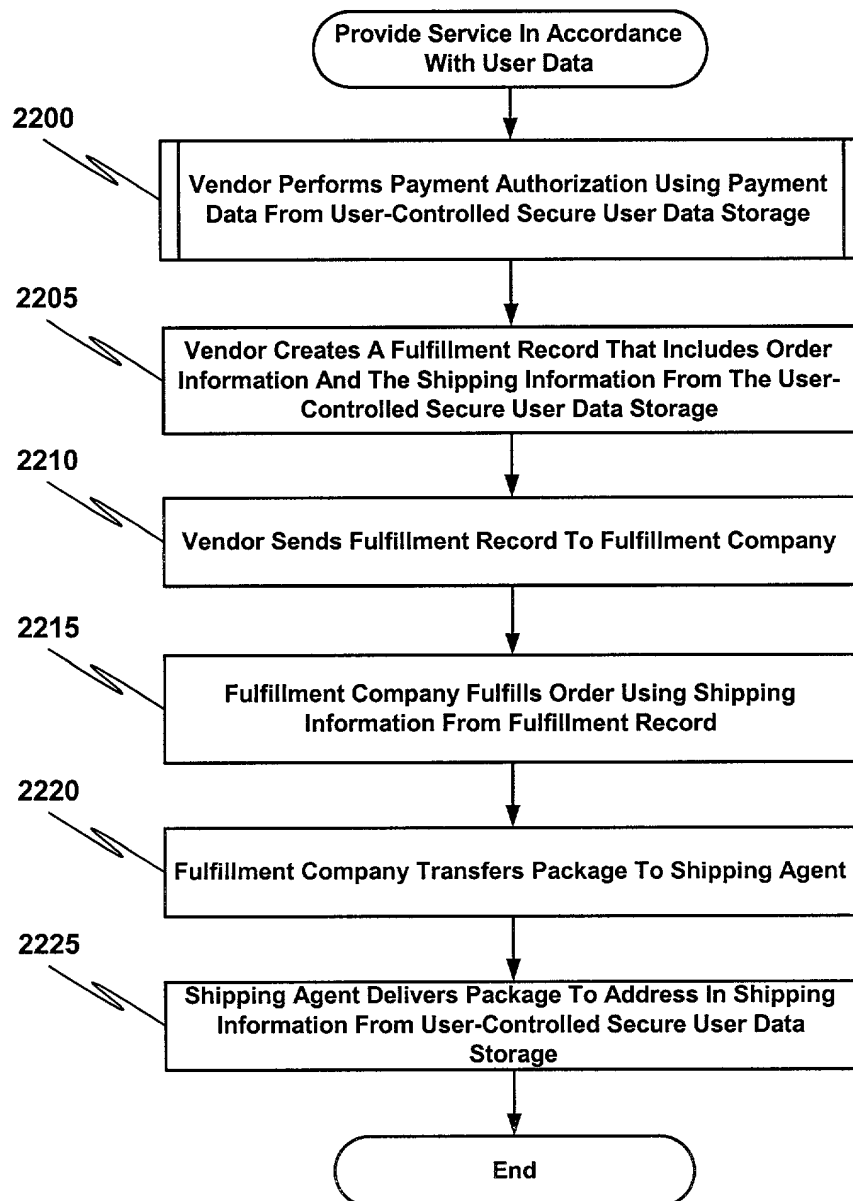 Provide Service In Accordance
With User Data
2200
Vendor Performs Payment Authorization Using Payment
Data From User-Controlled Secure User Data Storage
2205
Vendor Creates A Fulfillment Record That Includes Order
Information And The Shipping Information From The User-
Controlled Secure User Data Storage
2210
Vendor Sends Fulfillment Record To Fulfillment Company
2215
Fulfillment Company Fulfills Order Using Shipping
Information From Fulfillment Record
2220
Fulfillment Company Transfers Package To Shipping Agent
2225
Shipping Agent Delivers Package To Address In Shipping
Information From User-Controlled Secure User Data
Storage
End